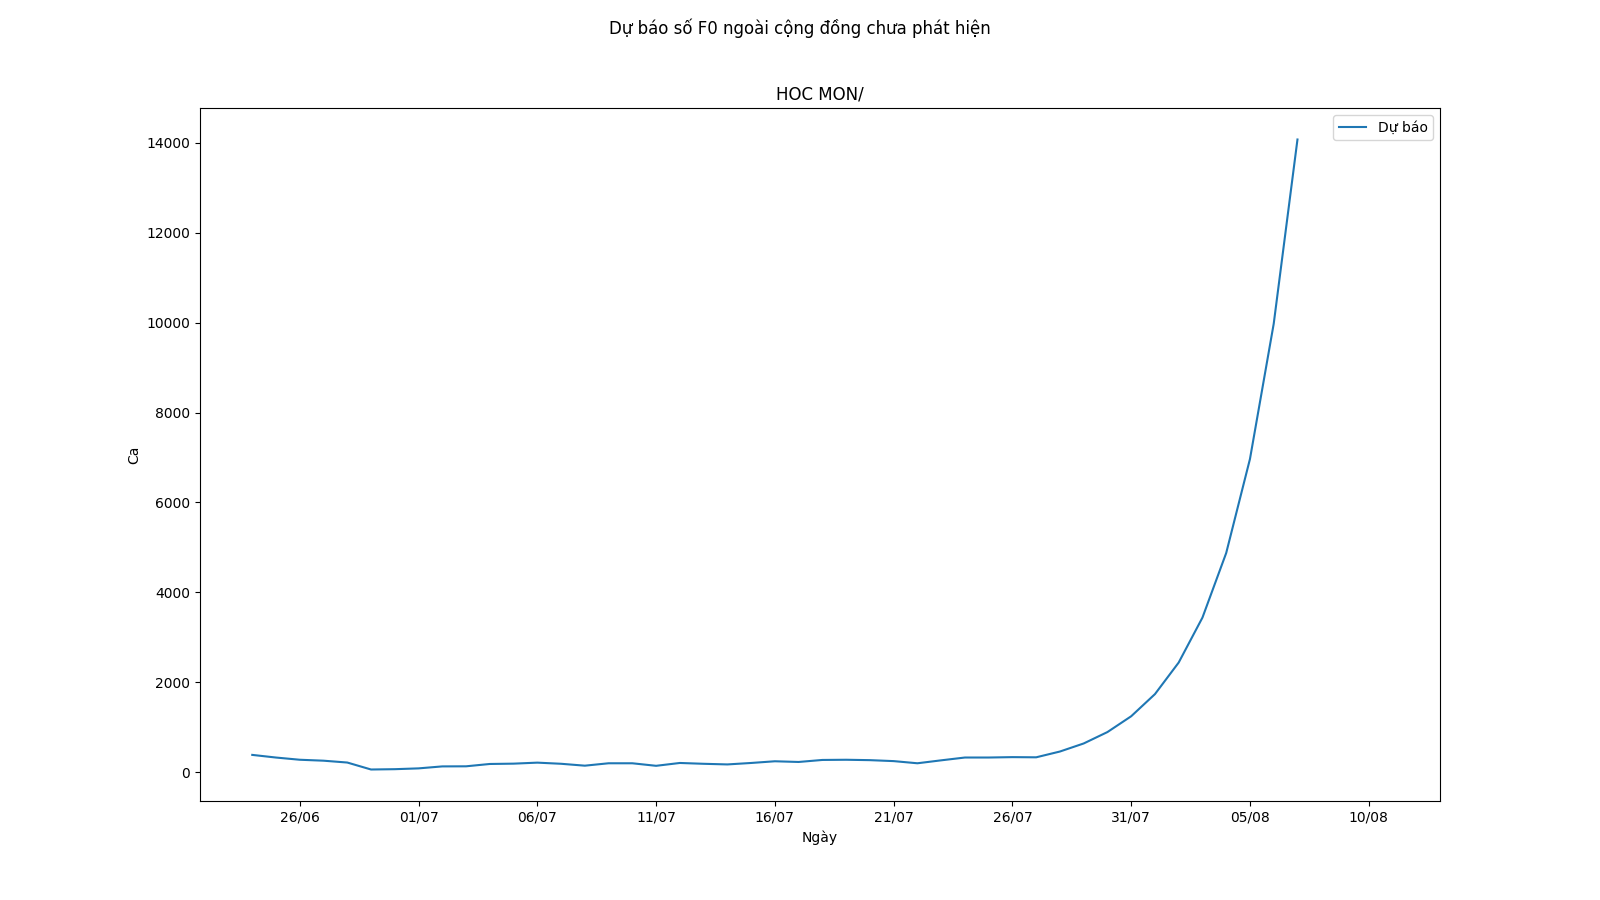 Dự báo số F0 ngoài cộng đồng chưa phát hiện
HOC MON/
Dự báo
14000
12000
10000
8000
6000
4000
2000
0
Ca
26/06 01/07 06/07 11/07 16/07 21/07 26/07 31/07 05/08 10/08
Ngày